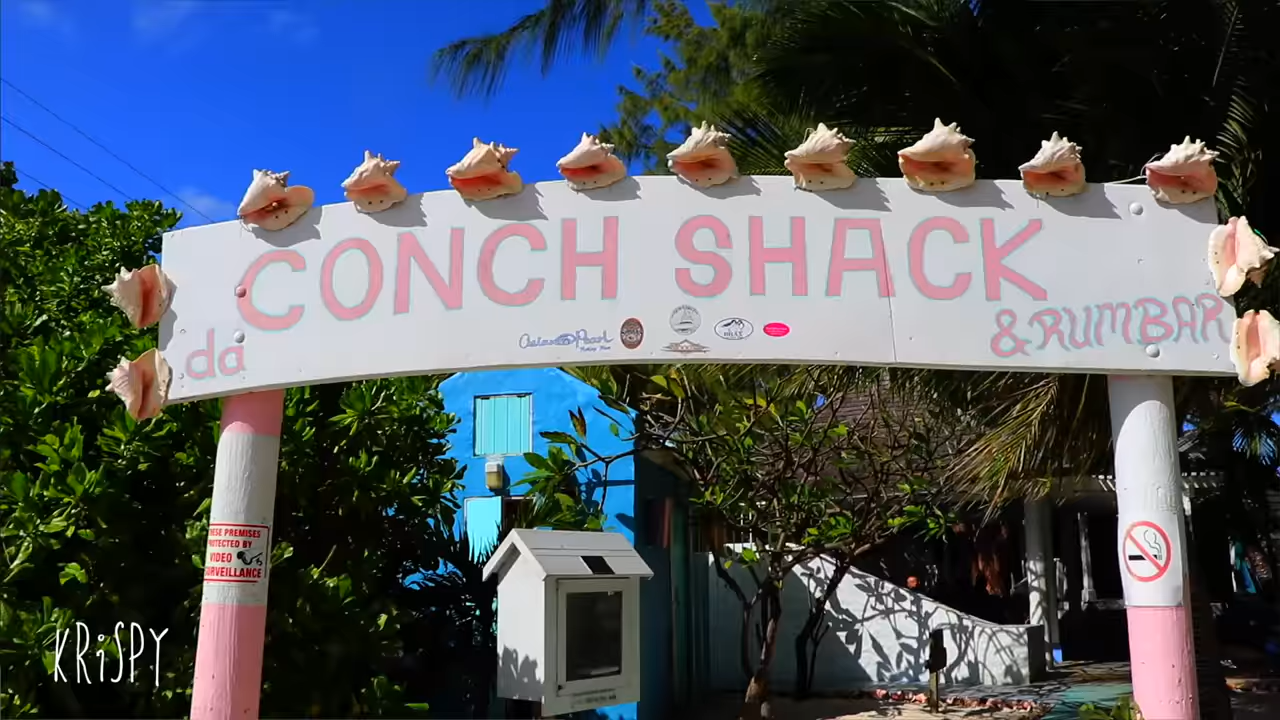 CONCH SHACK
da
& RUMBAR
THESE PREMISES
PROTECTED BY
VIDEO
SURVEILLANCE
KRiSPY